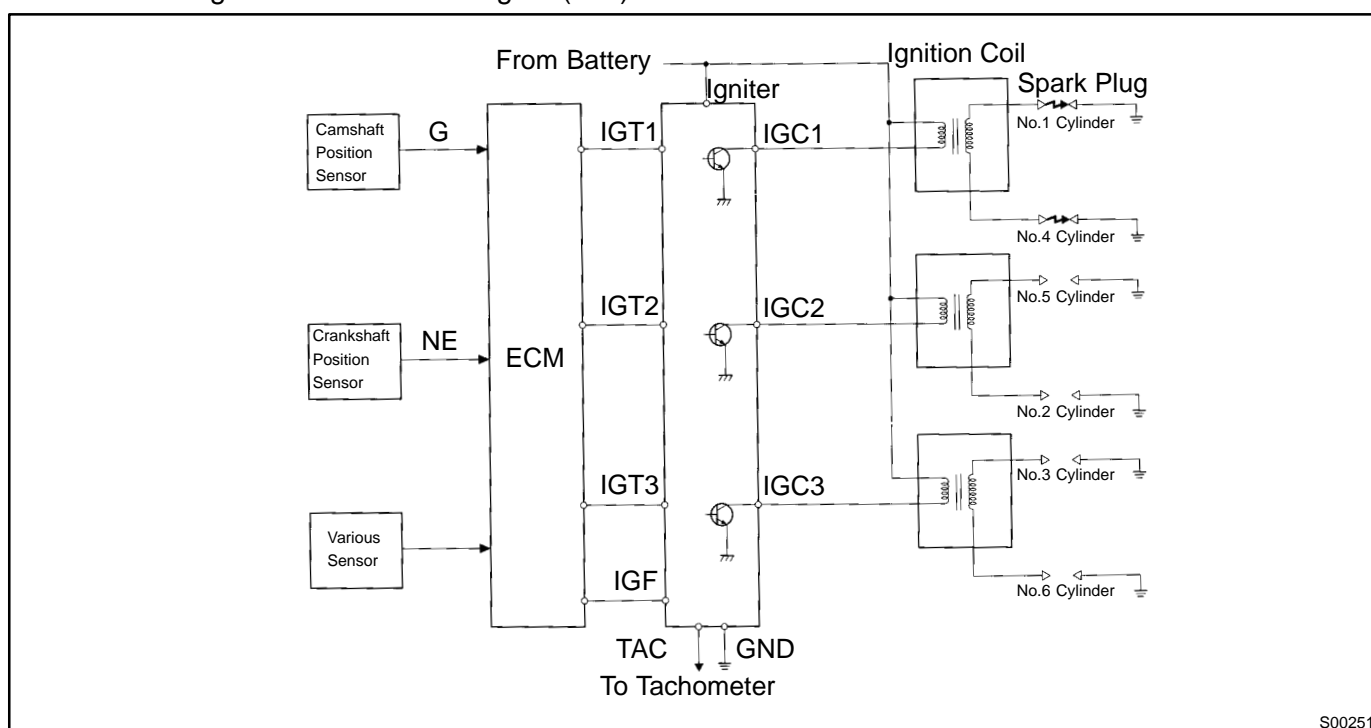 From Battery
Ignition Coil
Spark Plug
Igniter
Camshaft
Position
Sensor
G
IGT1
IGC1
No.1 Cylinder
No.4 Cylinder
Crankshaft
Position
Sensor
NE
ECM
IGT2
IGC2
No.5 Cylinder
No.2 Cylinder
Various
Sensor
IGT3
IGC3
No.3 Cylinder
No.6 Cylinder
IGF
TAC
GND
To Tachometer
S00251